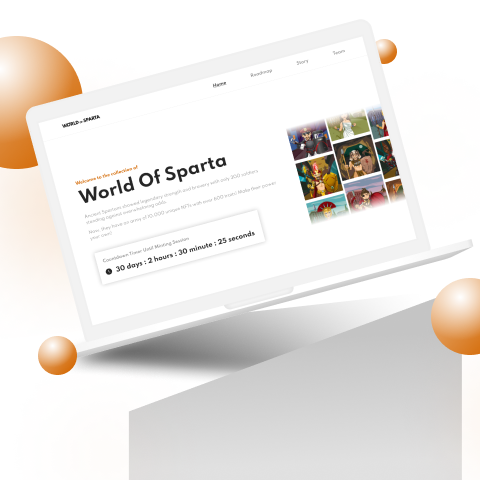 WORLD OF SPARTA
Home
Roadmap
Story
Team
Welcome to the collection of
World Of Sparta
Ancient Spartans showed legendary strength and bravery with only 300 soldiers
standing against overwhelming odds.
Now, they have an army of 10,000 unique NFTs with over 600 traits! Make their power
your own!
Countdown Timer Until Minting Session
30 days : 2 hours : 30 minute : 25 seconds